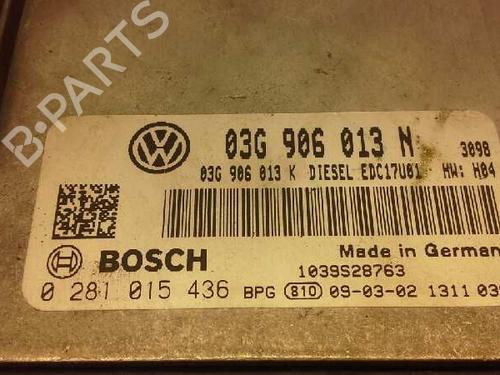 B-PARTS
03G 906 013 N 3098
03G 906 013 K DIESEL EDC17U01 HW: H04
BOSCH
Made in German
1039S28763
0 281 015 436 BPG 810 09-03-02 1311 039